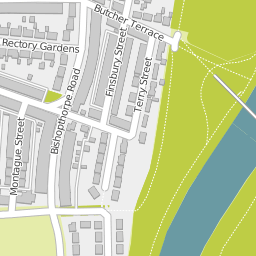 Butcher Terrace
Rectory Gardens
Finsbury Street
Terry Street
Bishopthorpe Road
Montague Street